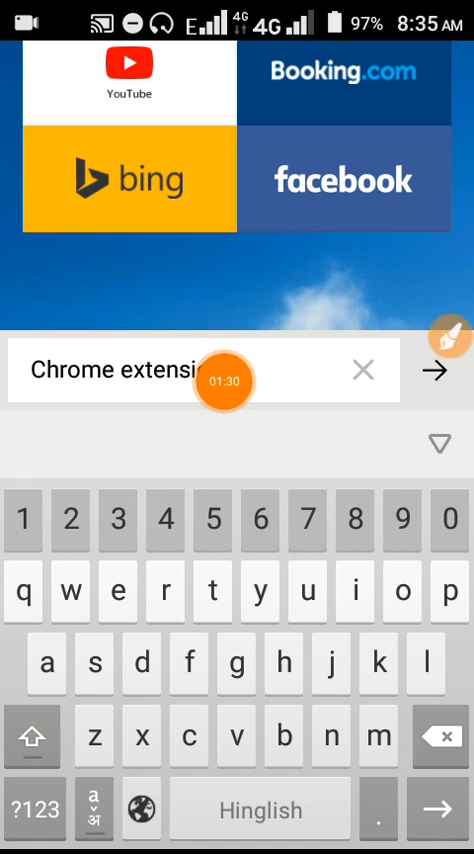 E 4G 4G 97% 8:35 AM
YouTube Booking.com
bing facebook
Chrome extensi
01:30
1 2 3 4 5 6 7 8 9 0
q w e r t y u i o p
a s d f g h j k l
z x c v b n m
?123 a अ Hinglish .